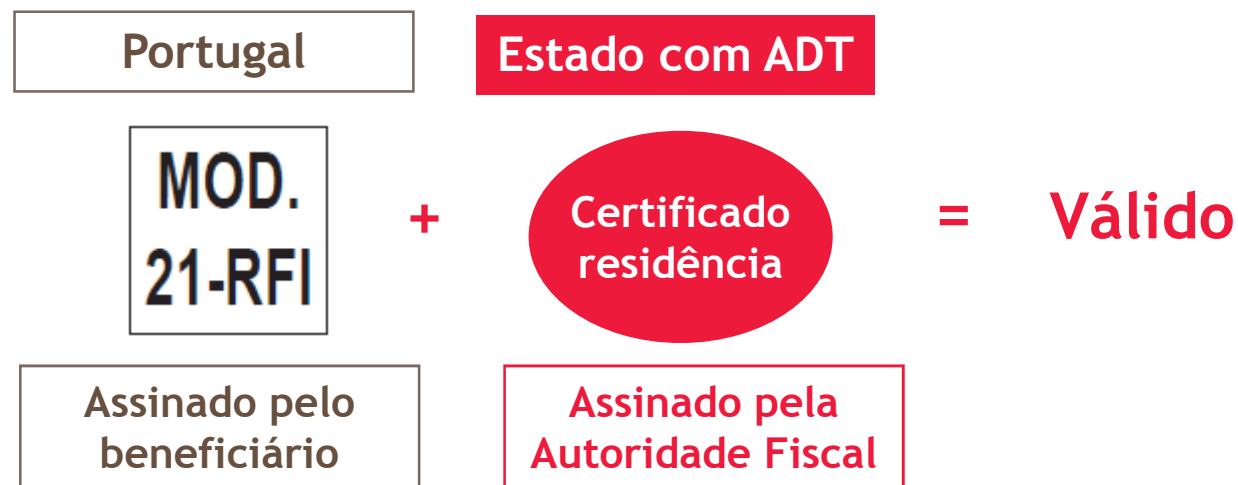 Portugal
Estado com ADT
MOD.
21-RFI
+
Certificado
residência
=
Válido
Assinado pelo
beneficiário
Assinado pela
Autoridade Fiscal